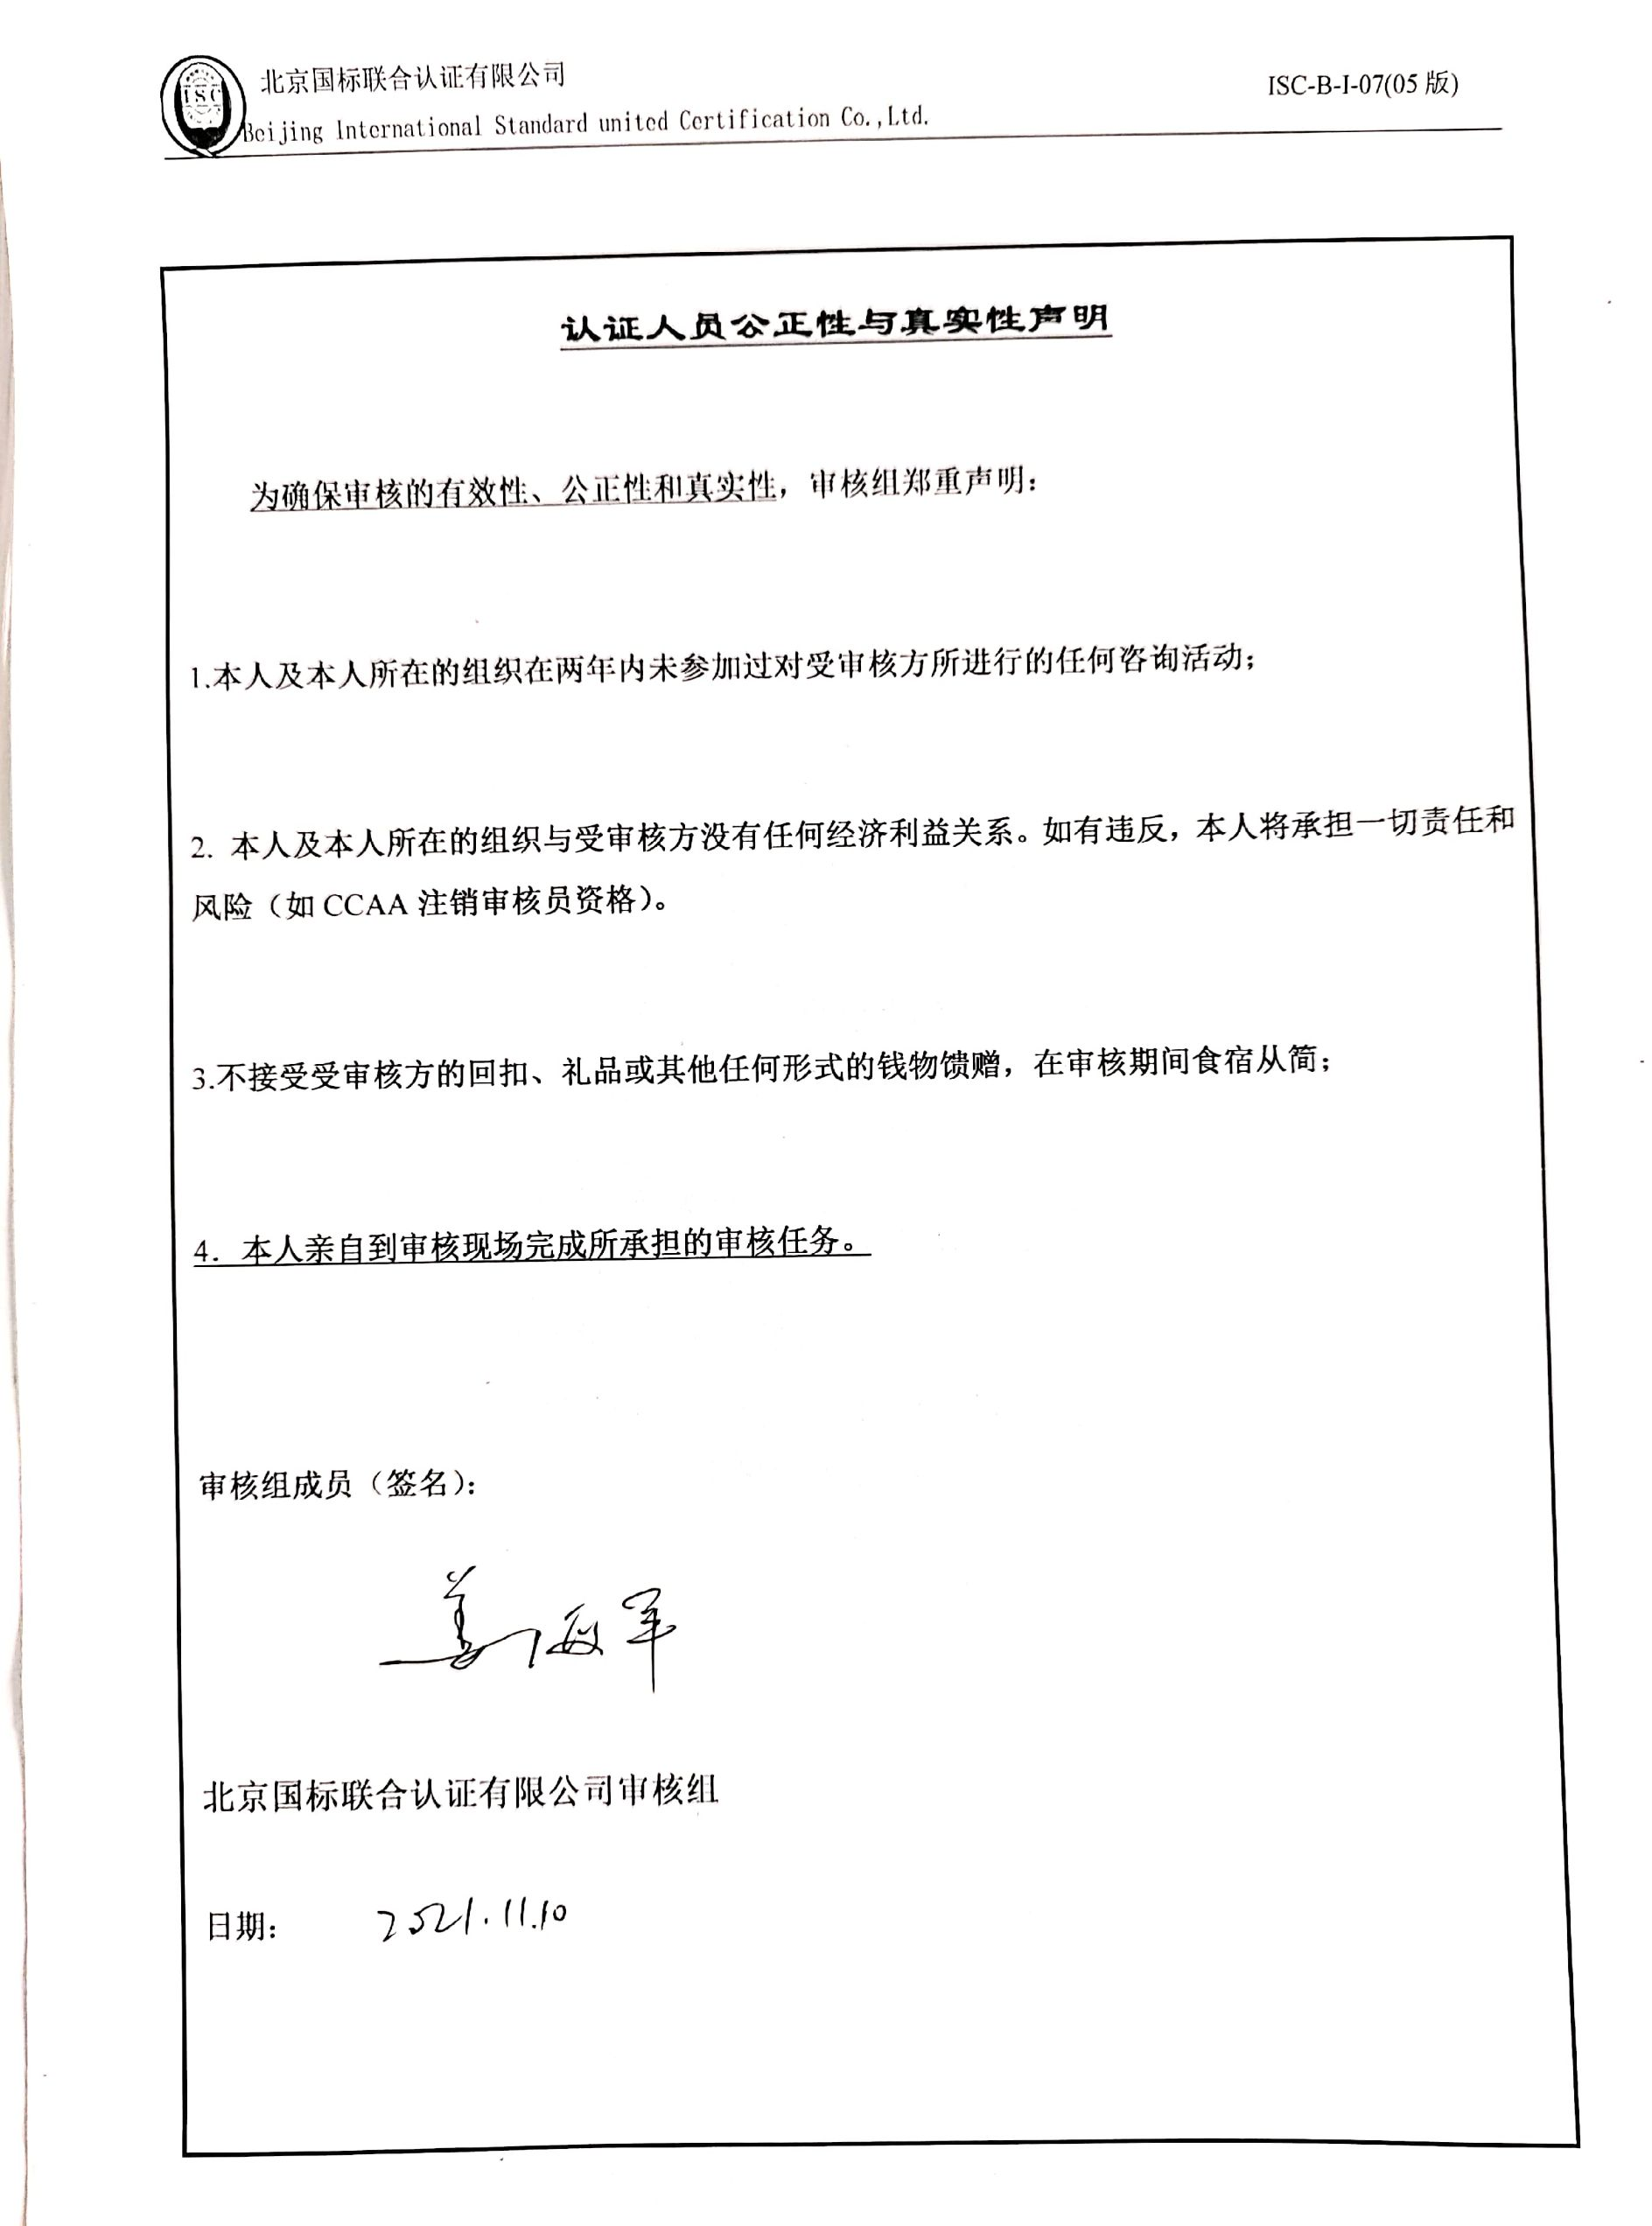 北京国标联合认证有限公司
ISC-B-I-07(05 版)
ISC
Beijing International Standard united Certification Co.,Ltd.
认证人员公正性与真实性声明
为确保审核的有效性、公正性和真实性，审核组郑重声明：
1.本人及本人所在的组织在两年内未参加过对受审核方所进行的任何咨询活动；
2. 本人及本人所在的组织与受审核方没有任何经济利益关系。如有违反，本人将承担一切责任和
风险（如 CCAA 注销审核员资格）。
3.不接受受审核方的回扣、礼品或其他任何形式的钱物馈赠，在审核期间食宿从简；
4. 本人亲自到审核现场完成所承担的审核任务。
审核组成员（签名）：
姜海军
北京国标联合认证有限公司审核组
日期：
2021.11.10